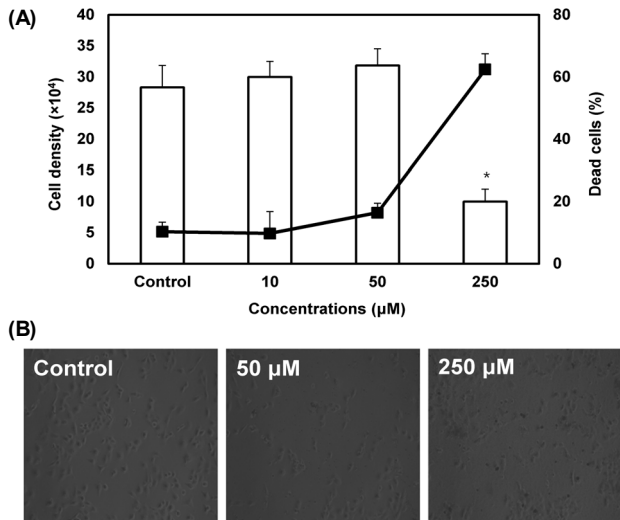 (A)
Cell density (×10⁴)
40
35
30
25
20
15
10
5
0
80
60
40
20
0
Dead cells (%)
*
Control 10 50 250
Concentrations (µM)
(B)
Control 50 µM 250 µM